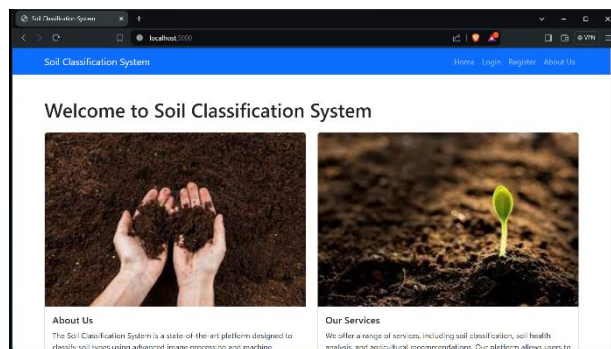 Soil Classification System
localhost:5000
VPN
Soil Classification System
Home Login Register About Us
Welcome to Soil Classification System
About Us
The Soil Classification System is a state-of-the-art platform designed to
classify soil types using advanced image processing and machine
Our Services
We offer a range of services, including soil classification, soil health
analysis, and agricultural recommendations. Our platform allows users to